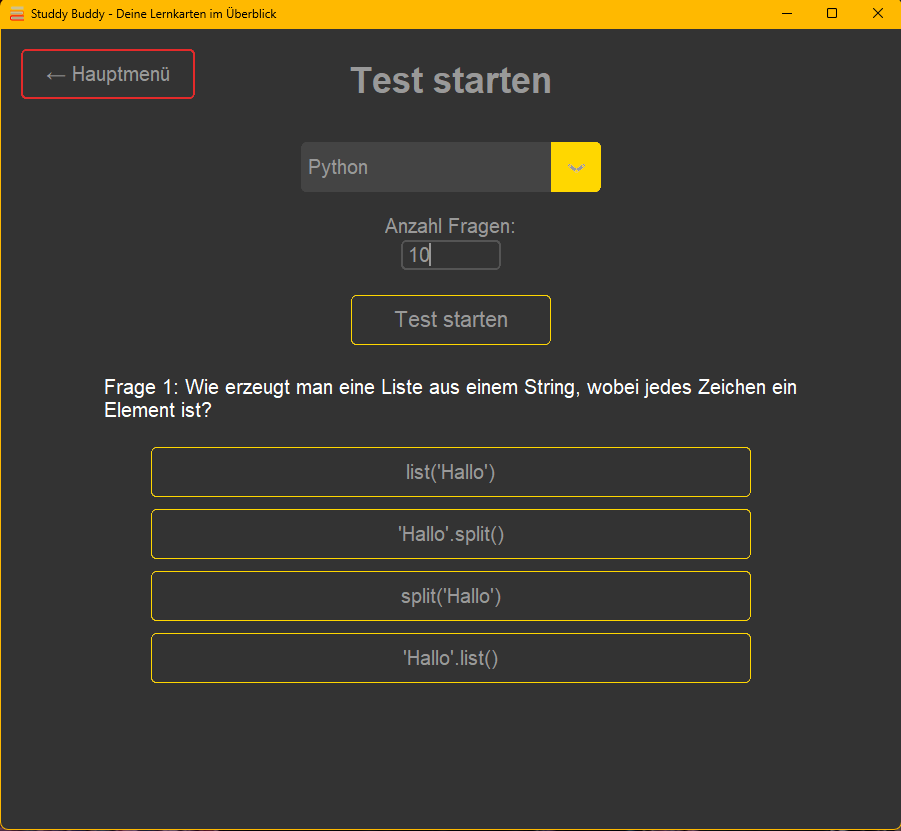 Studdy Buddy - Deine Lernkarten im Überblick
← Hauptmenü
Test starten
Python
Anzahl Fragen:
10
Test starten
Frage 1: Wie erzeugt man eine Liste aus einem String, wobei jedes Zeichen ein
Element ist?
list('Hallo')
'Hallo'.split()
split('Hallo')
'Hallo'.list()